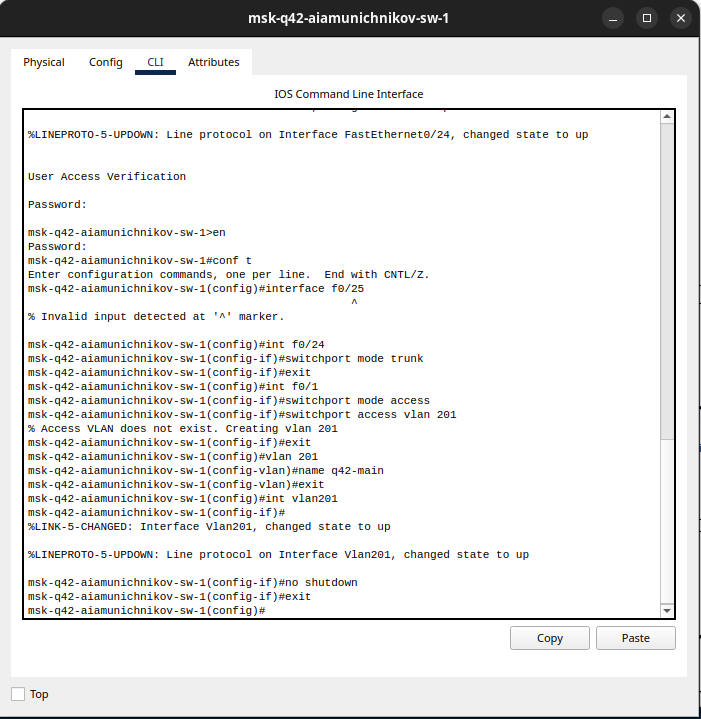 msk-q42-aiamunichnikov-sw-1
Physical Config CLI Attributes
IOS Command Line Interface
%LINEPROTO-5-UPDOWN: Line protocol on Interface FastEthernet0/24, changed state to up
User Access Verification
Password:
msk-q42-aiamunichnikov-sw-1>en
Password:
msk-q42-aiamunichnikov-sw-1#conf t
Enter configuration commands, one per line.  End with CNTL/Z.
msk-q42-aiamunichnikov-sw-1(config)#interface f0/25
^
% Invalid input detected at '^' marker.
msk-q42-aiamunichnikov-sw-1(config)#int f0/24
msk-q42-aiamunichnikov-sw-1(config-if)#switchport mode trunk
msk-q42-aiamunichnikov-sw-1(config-if)#exit
msk-q42-aiamunichnikov-sw-1(config)#int f0/1
msk-q42-aiamunichnikov-sw-1(config-if)#switchport mode access
msk-q42-aiamunichnikov-sw-1(config-if)#switchport access vlan 201
% Access VLAN does not exist. Creating vlan 201
msk-q42-aiamunichnikov-sw-1(config-if)#exit
msk-q42-aiamunichnikov-sw-1(config)#vlan 201
msk-q42-aiamunichnikov-sw-1(config-vlan)#name q42-main
msk-q42-aiamunichnikov-sw-1(config-vlan)#exit
msk-q42-aiamunichnikov-sw-1(config)#int vlan201
msk-q42-aiamunichnikov-sw-1(config-if)#
%LINK-5-CHANGED: Interface Vlan201, changed state to up
%LINEPROTO-5-UPDOWN: Line protocol on Interface Vlan201, changed state to up
msk-q42-aiamunichnikov-sw-1(config-if)#no shutdown
msk-q42-aiamunichnikov-sw-1(config-if)#exit
msk-q42-aiamunichnikov-sw-1(config)#
Copy Paste
Top